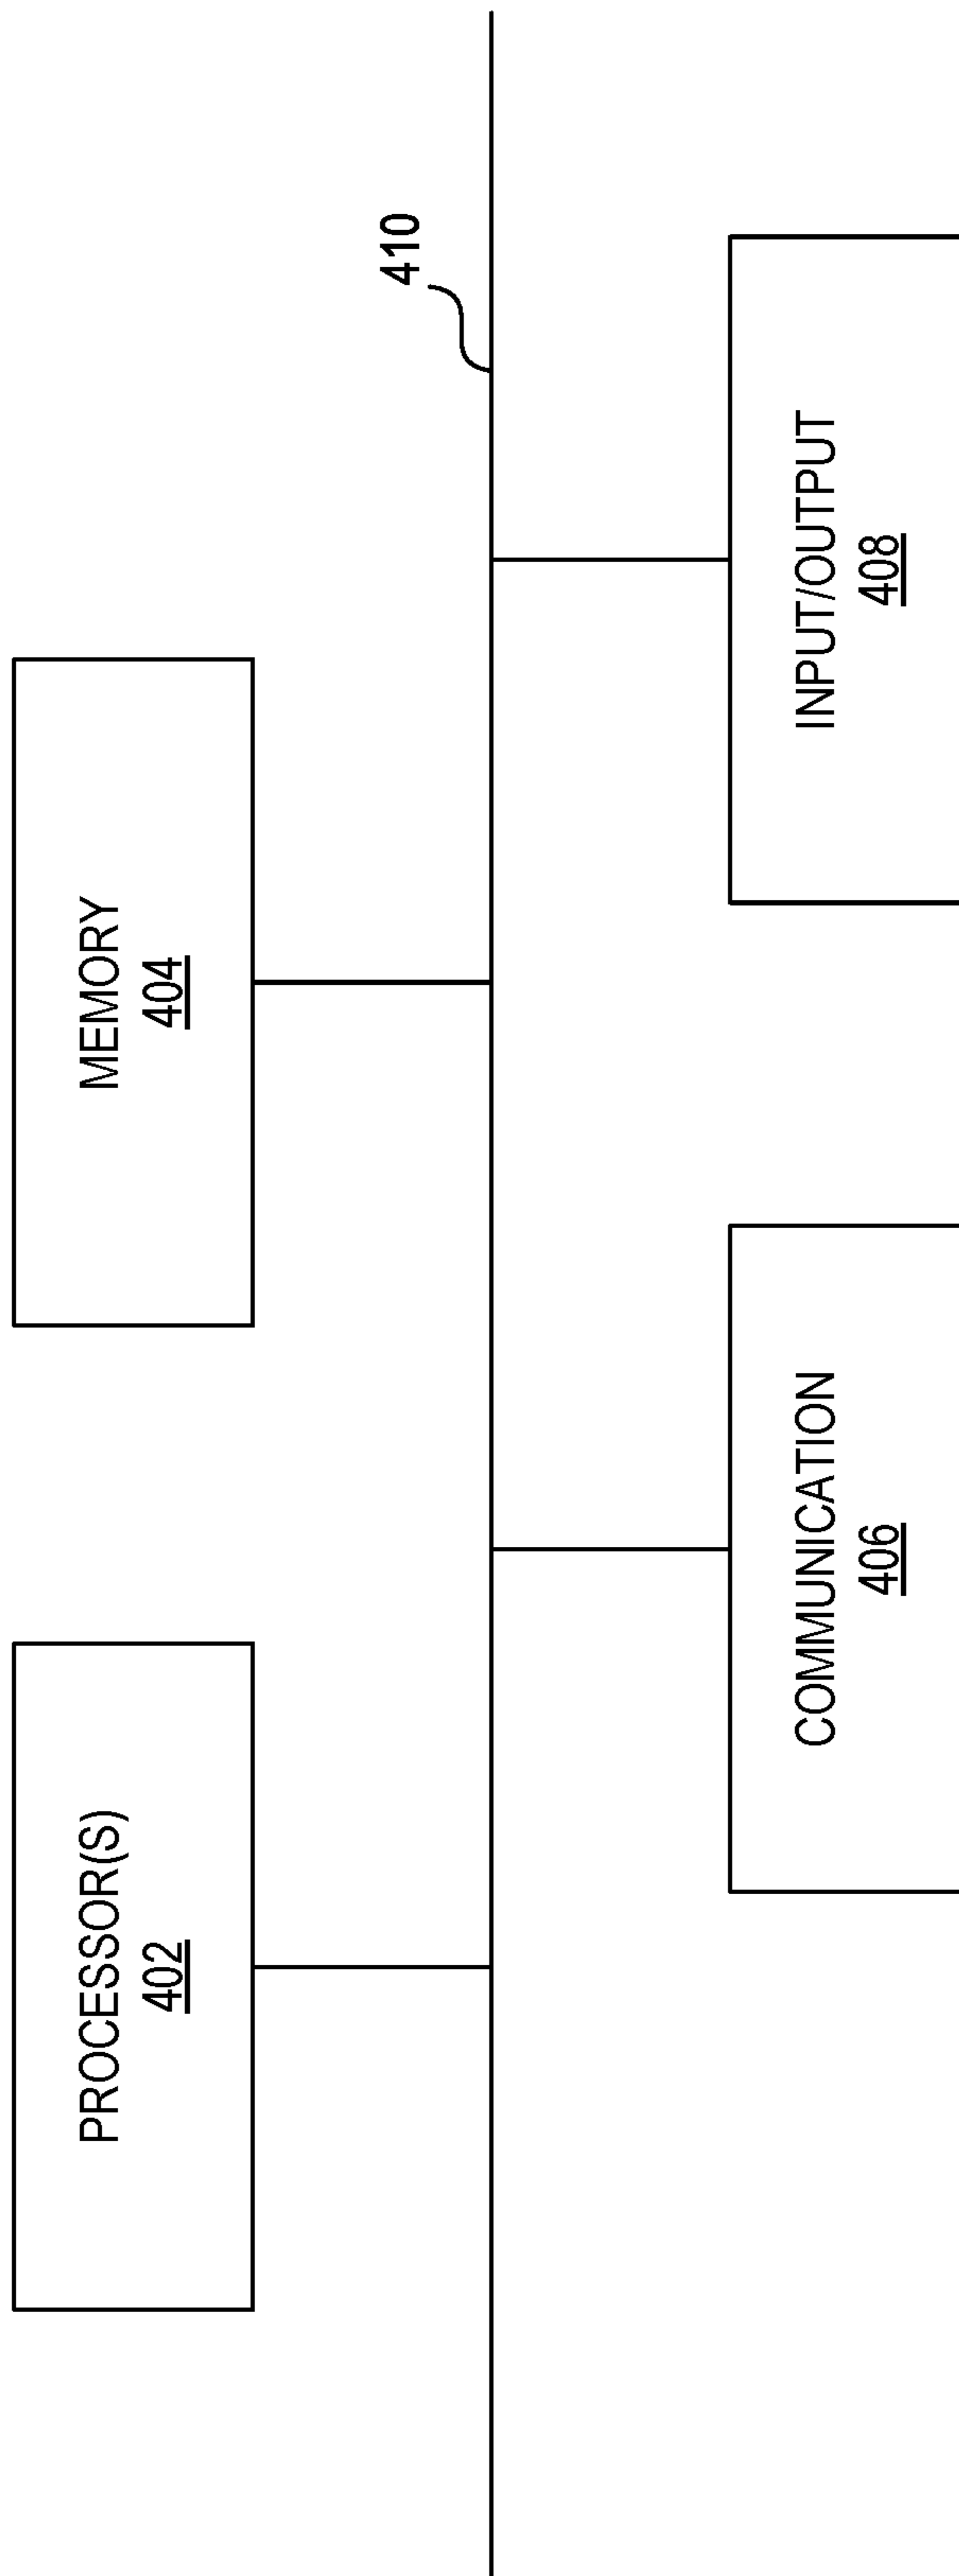 PROCESSOR(S)
402
MEMORY
404
410
COMMUNICATION
406
INPUT/OUTPUT
408